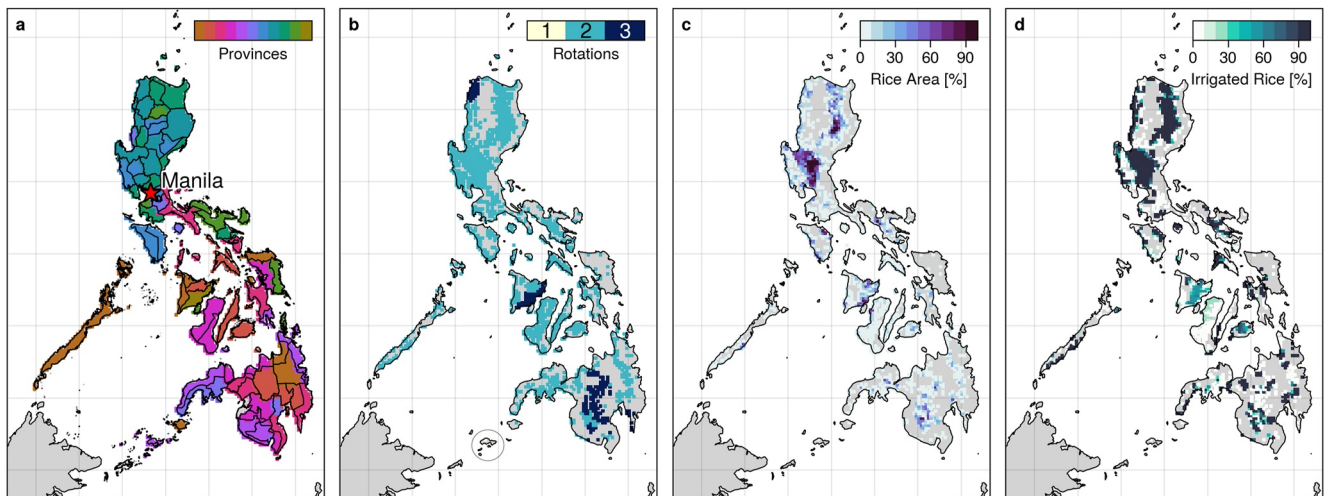 a
Provinces
Manila
b
1 2 3
Rotations
c
0 30 60 90
Rice Area [%]
d
0 30 60 90
Irrigated Rice [%]